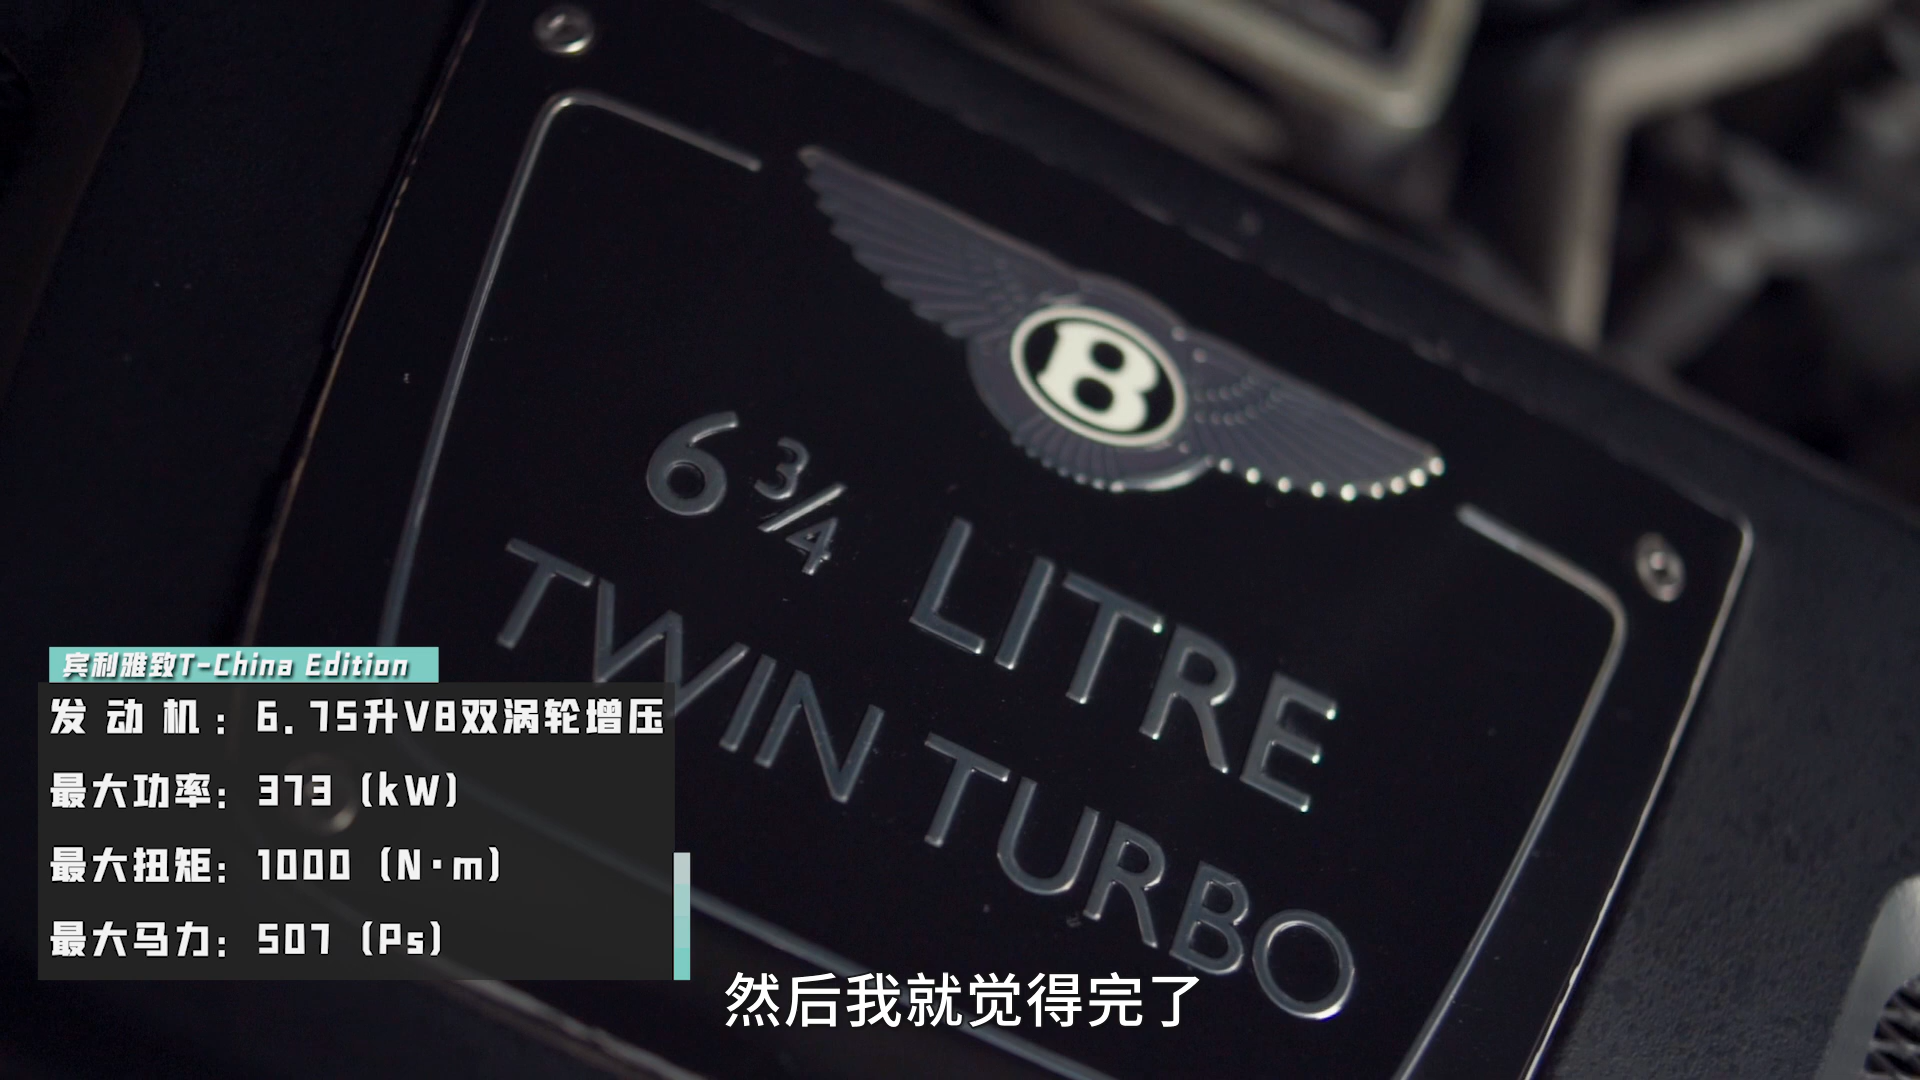 B
6 3/4 LITRE
TWIN TURBO
宾利雅致T-China Edition
发动机：6.75升V8双涡轮增压
最大功率：373（kW）
最大扭矩：1000（N·m）
最大马力：507（Ps）
然后我就觉得完了